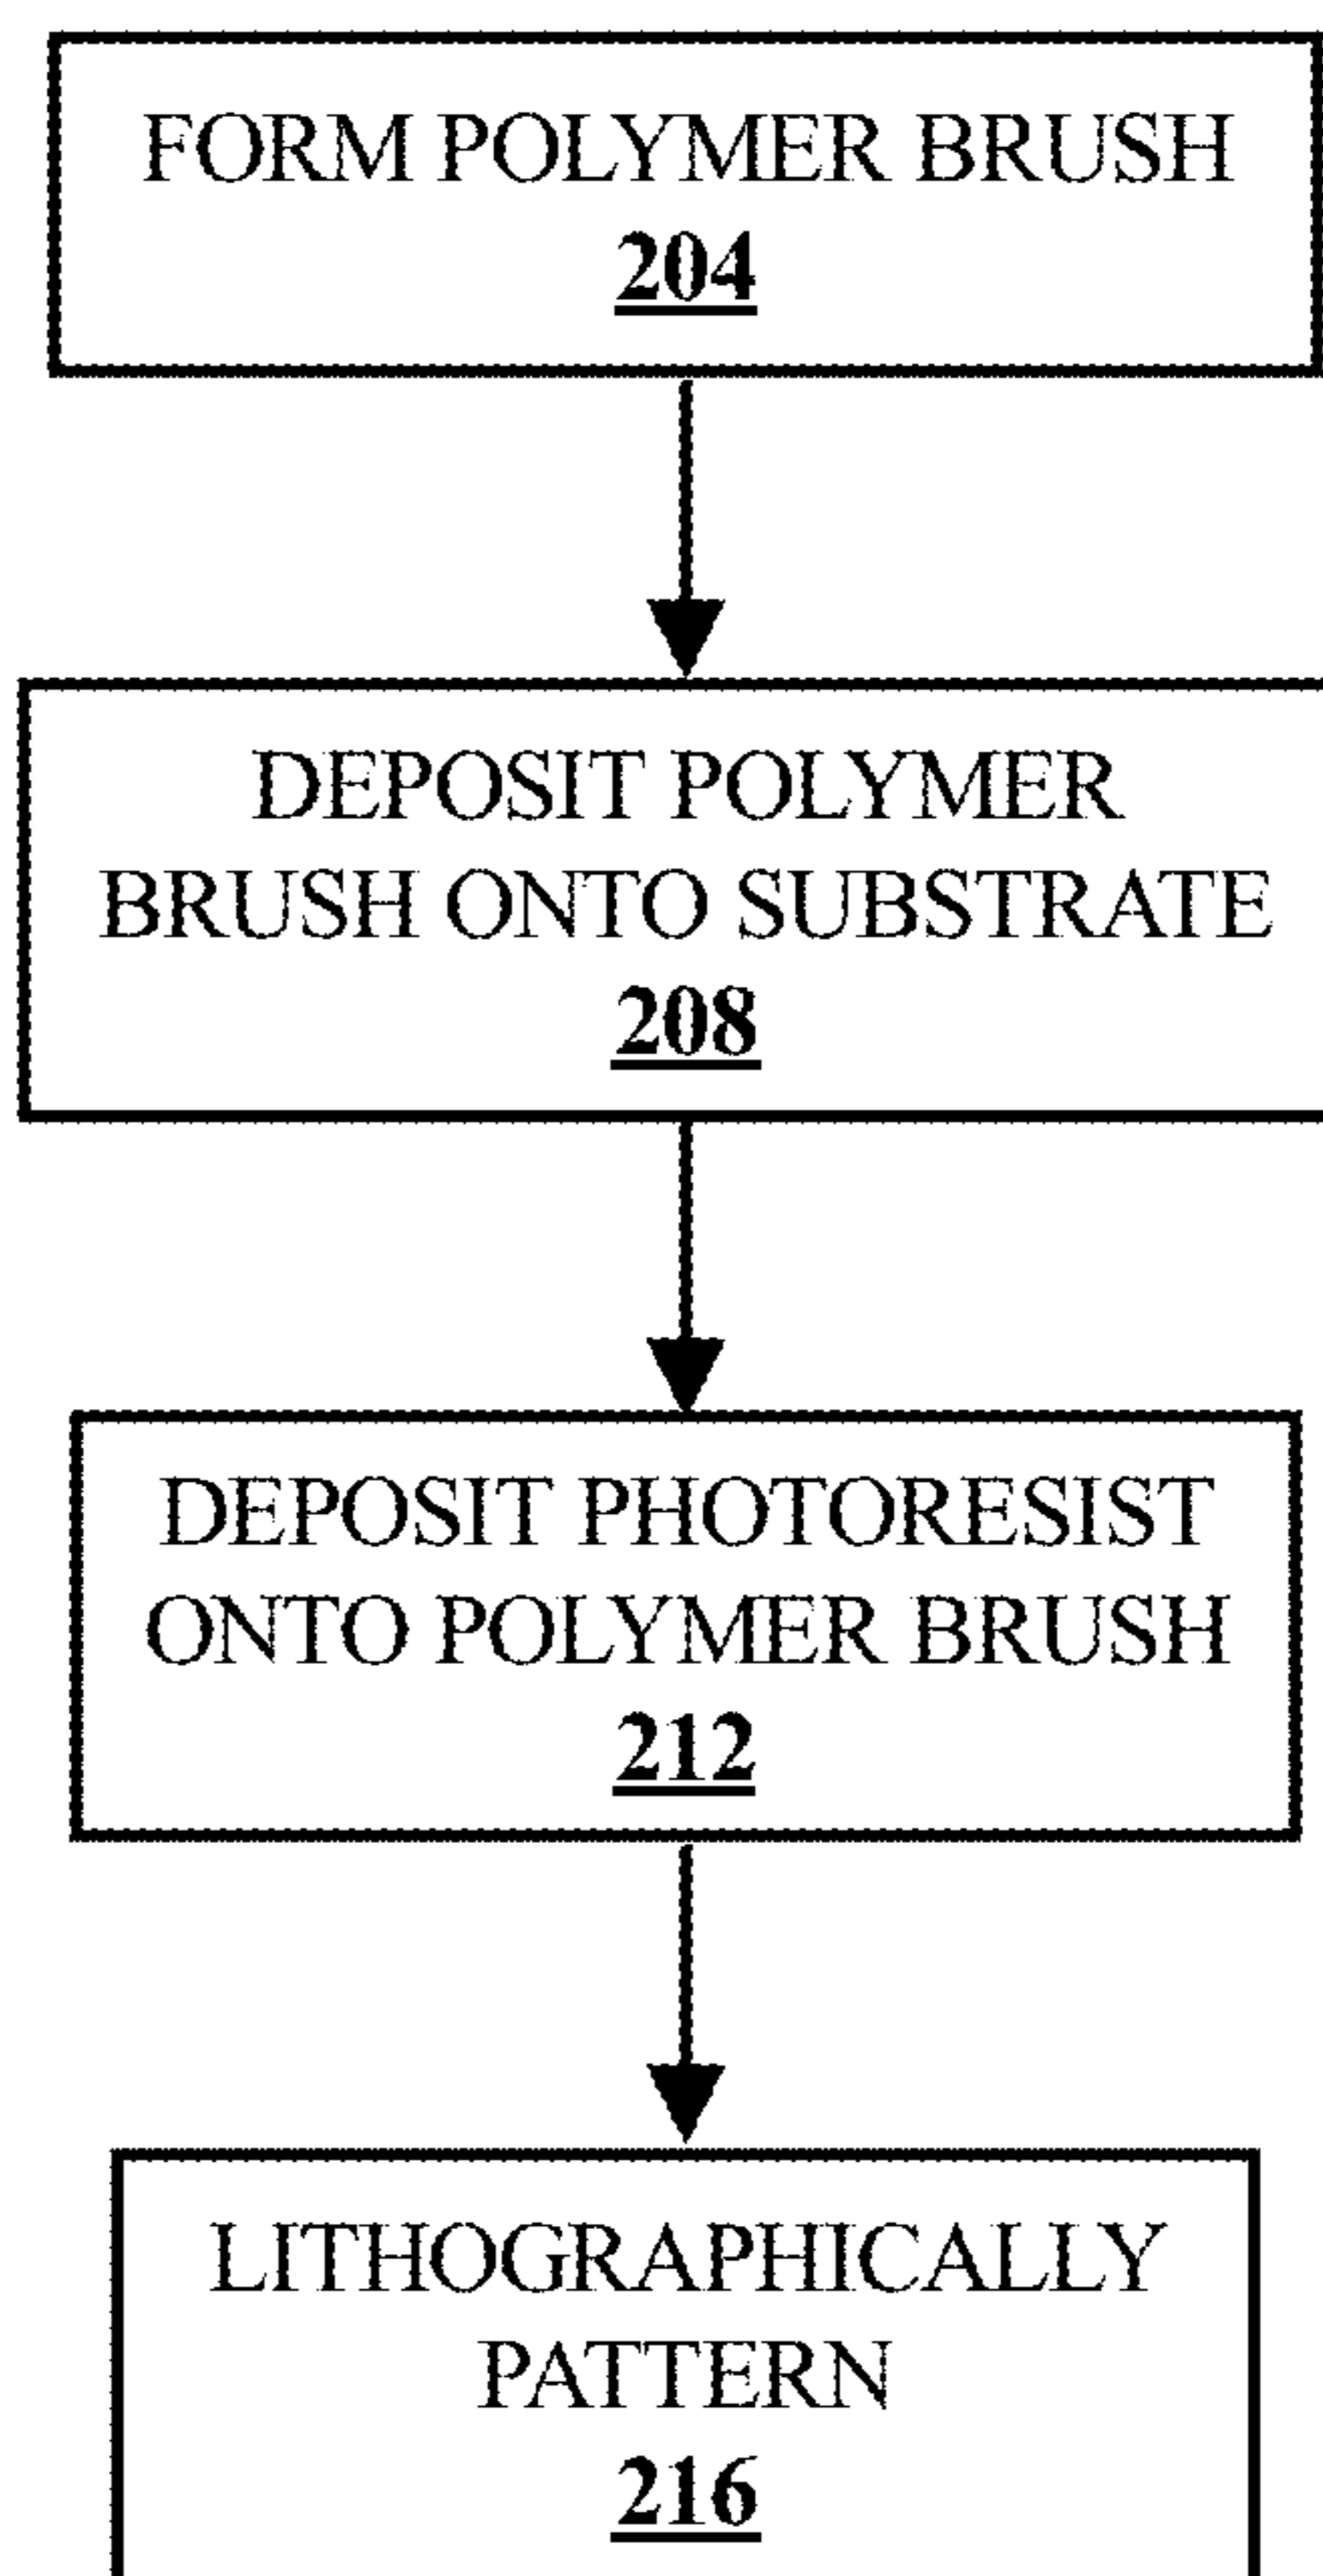 FORM POLYMER BRUSH
204
DEPOSIT POLYMER
BRUSH ONTO SUBSTRATE
208
DEPOSIT PHOTORESIST
ONTO POLYMER BRUSH
212
LITHOGRAPHICALLY
PATTERN
216